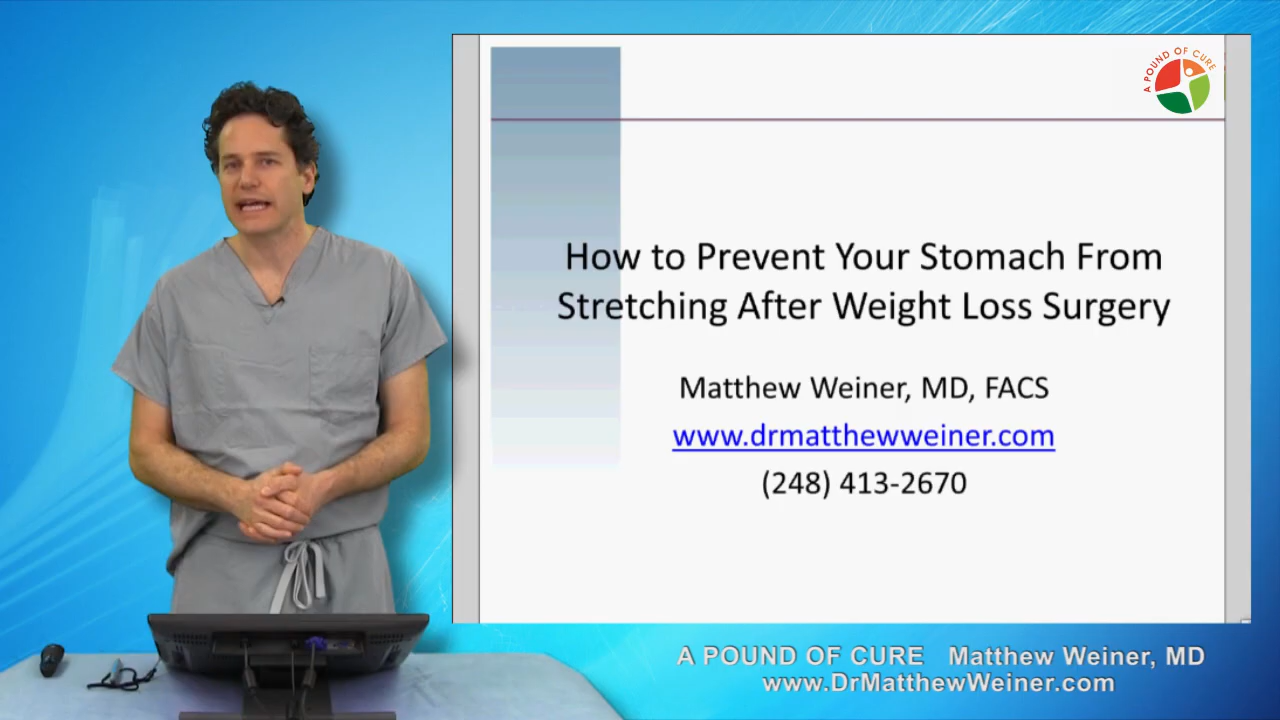 A POUND OF CURE
How to Prevent Your Stomach From
Stretching After Weight Loss Surgery
Matthew Weiner, MD, FACS
www.drmatthewweiner.com
(248) 413-2670
A POUND OF CURE Matthew Weiner, MD
www.DrMatthewWeiner.com